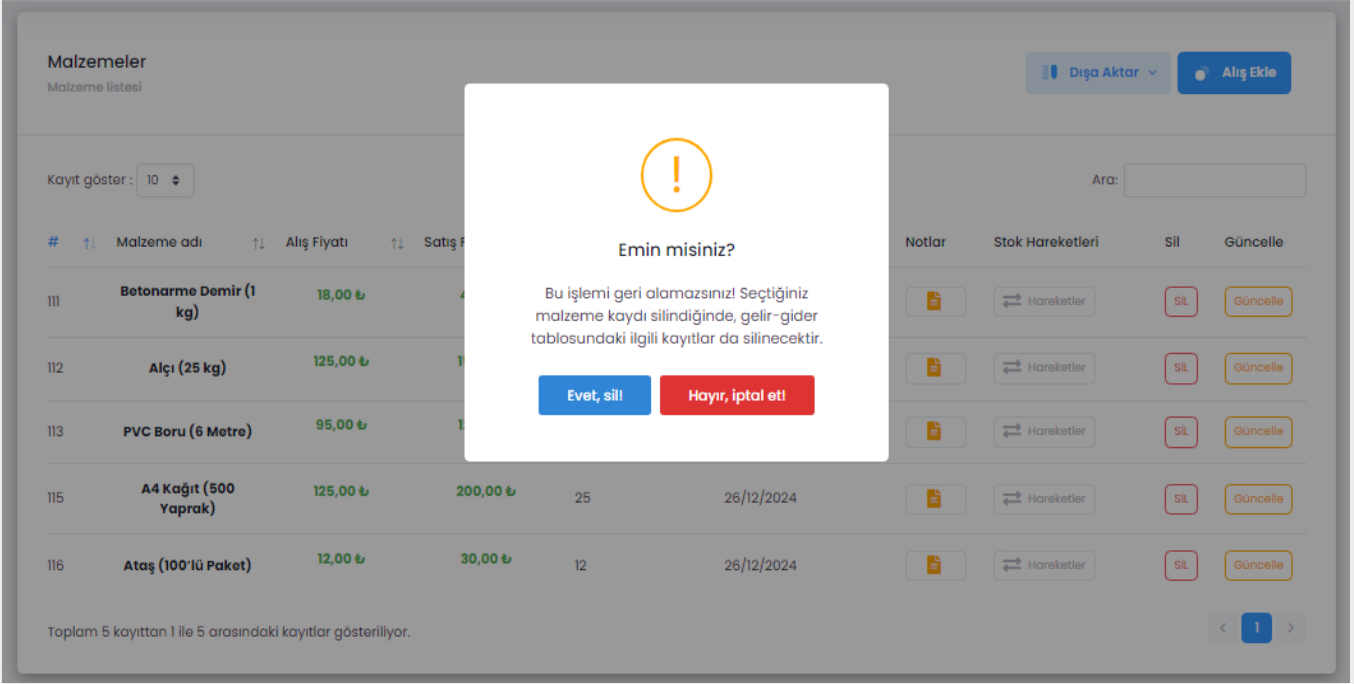 Malzemeler
Malzeme listesi
Dışa Aktar
Alış Ekle
Kayıt göster : 10
Ara:
# Malzeme adı Alış Fiyatı Satış Notlar Stok Hareketleri Sil Güncelle
111 Betonarme Demir (1 kg) 18,00 ₺ Hareketler SİL Güncelle
112 Alçı (25 kg) 125,00 ₺ Hareketler SİL Güncelle
113 PVC Boru (6 Metre) 95,00 ₺ Hareketler SİL Güncelle
115 A4 Kağıt (500 Yaprak) 125,00 ₺ 200,00 ₺ 25 26/12/2024 Hareketler SİL Güncelle
116 Ataş (100'lü Paket) 12,00 ₺ 30,00 ₺ 12 26/12/2024 Hareketler SİL Güncelle
Toplam 5 kayıttan 1 ile 5 arasındaki kayıtlar gösteriliyor.
< 1 >
!
Emin misiniz?
Bu işlemi geri alamazsınız! Seçtiğiniz
malzeme kaydı silindiğinde, gelir-gider
tablosundaki ilgili kayıtlar da silinecektir.
Evet, sil!
Hayır, iptal et!